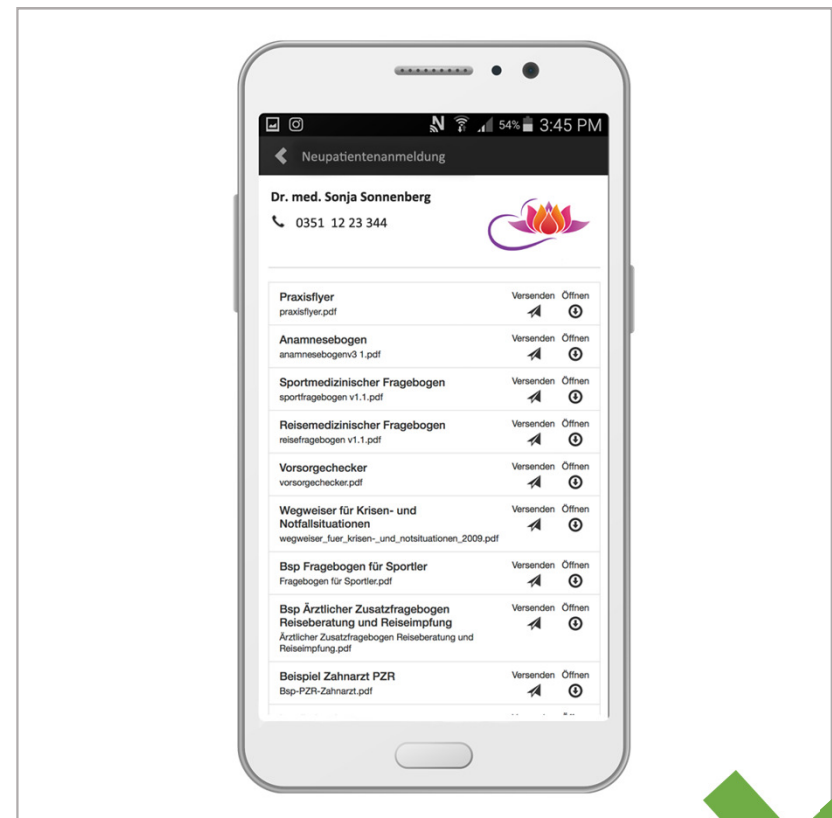 54% 3:45 PM
Neupatientenanmeldung
Dr. med. Sonja Sonnenberg
0351 12 23 344
Praxisflyer Versenden Öffnen
praxisflyer.pdf
Anamnesebogen Versenden Öffnen
anamnesebogenv3 1.pdf
Sportmedizinischer Fragebogen Versenden Öffnen
sportfragebogen v1.1.pdf
Reisemedizinischer Fragebogen Versenden Öffnen
reisefragebogen v1.1.pdf
Vorsorgechecker Versenden Öffnen
vorsorgechecker.pdf
Wegweiser für Krisen- und Versenden Öffnen
Notfallsituationen
wegweiser_fuer_krisen-_und_notsituationen_2009.pdf
Bsp Fragebogen für Sportler Versenden Öffnen
Fragebogen für Sportler.pdf
Bsp Ärztlicher Zusatzfragebogen Versenden Öffnen
Reiseberatung und Reiseimpfung
Ärztlicher Zusatzfragebogen Reiseberatung und
Reiseimpfung.pdf
Beispiel Zahnarzt PZR Versenden Öffnen
Bsp-PZR-Zahnarzt.pdf